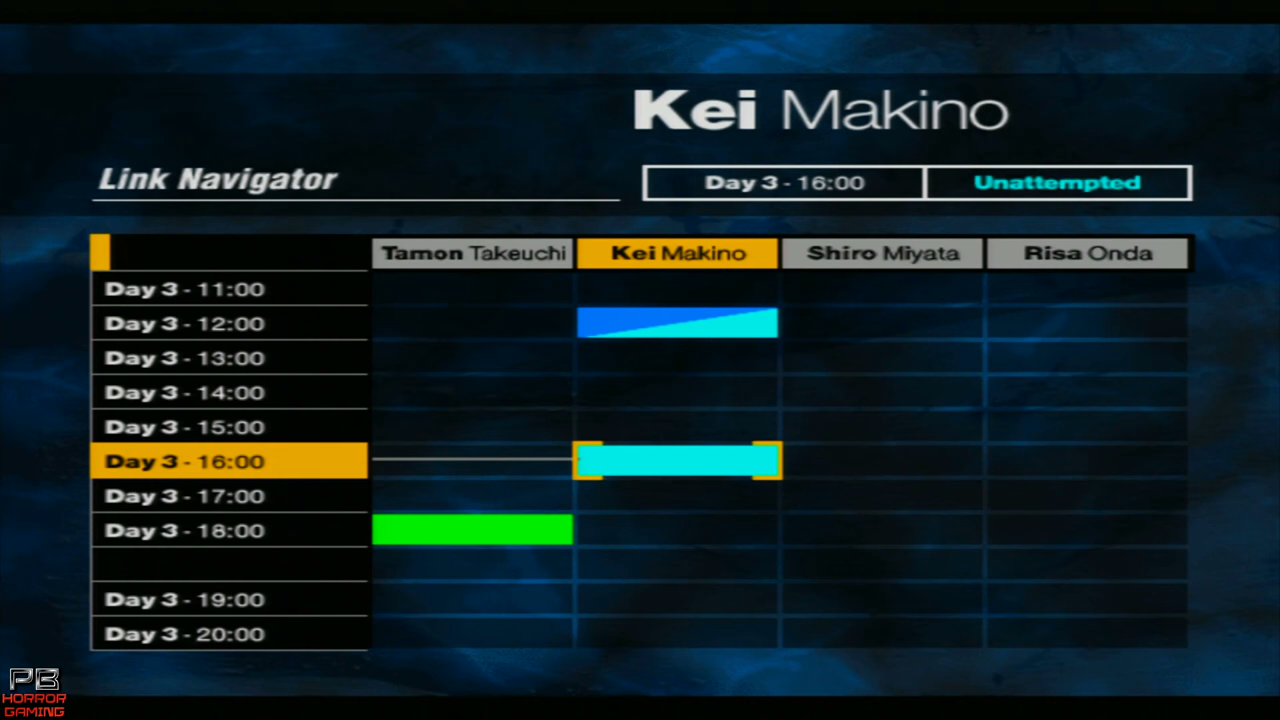 Kei Makino
Link Navigator
Day 3 - 16:00 Unattempted
Tamon Takeuchi Kei Makino Shiro Miyata Risa Onda
Day 3 - 11:00
Day 3 - 12:00
Day 3 - 13:00
Day 3 - 14:00
Day 3 - 15:00
Day 3 - 16:00
Day 3 - 17:00
Day 3 - 18:00
Day 3 - 19:00
Day 3 - 20:00
PB
HORROR
GAMING